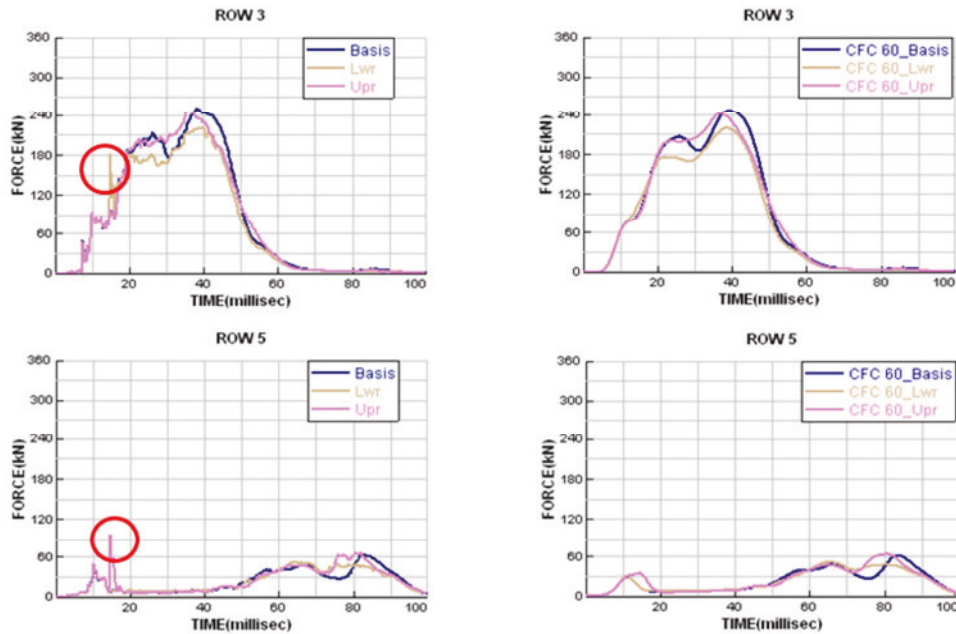 ROW 3
360
300
240
180
120
60
0
FORCE(kN)
Basis
Lwr
Upr
20
40
60
80
100
TIME(millisec)
ROW 3
360
300
240
180
120
60
0
FORCE(kN)
CFC 60_Basis
CFC 60_Lwr
CFC 60_Upr
20
40
60
80
100
TIME(millisec)
ROW 5
360
300
240
180
120
60
0
FORCE(kN)
Basis
Lwr
Upr
20
40
60
80
100
TIME(millisec)
ROW 5
360
300
240
180
120
60
0
FORCE(kN)
CFC 60_Basis
CFC 60_Lwr
CFC 60_Upr
20
40
60
80
100
TIME(millisec)